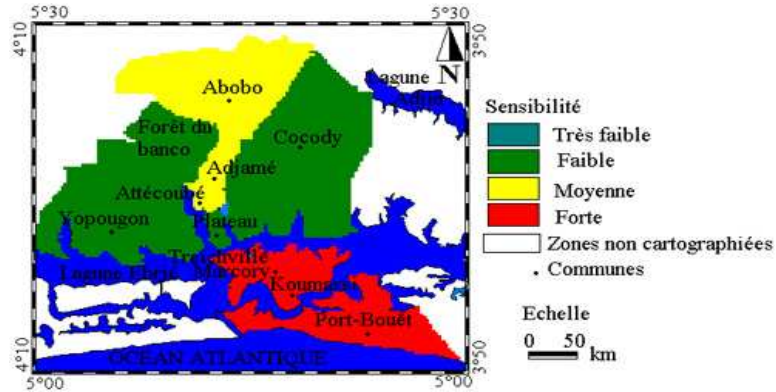 5°30
5°30
4°10
3°50
N
Lagune
Adjin
Abobo
Forêt du
banco
Cocody
Adjamé
Attécoubé
Yopougon
Plateau
Treichville
Marcory
Lagune Ebrié
Koumassi
Port-Bouët
OCEAN ATLANTIQUE
4°10
3°50
5°00
5°00
Sensibilité
Très faible
Faible
Moyenne
Forte
Zones non cartographiées
Communes
Echelle
0 50
km